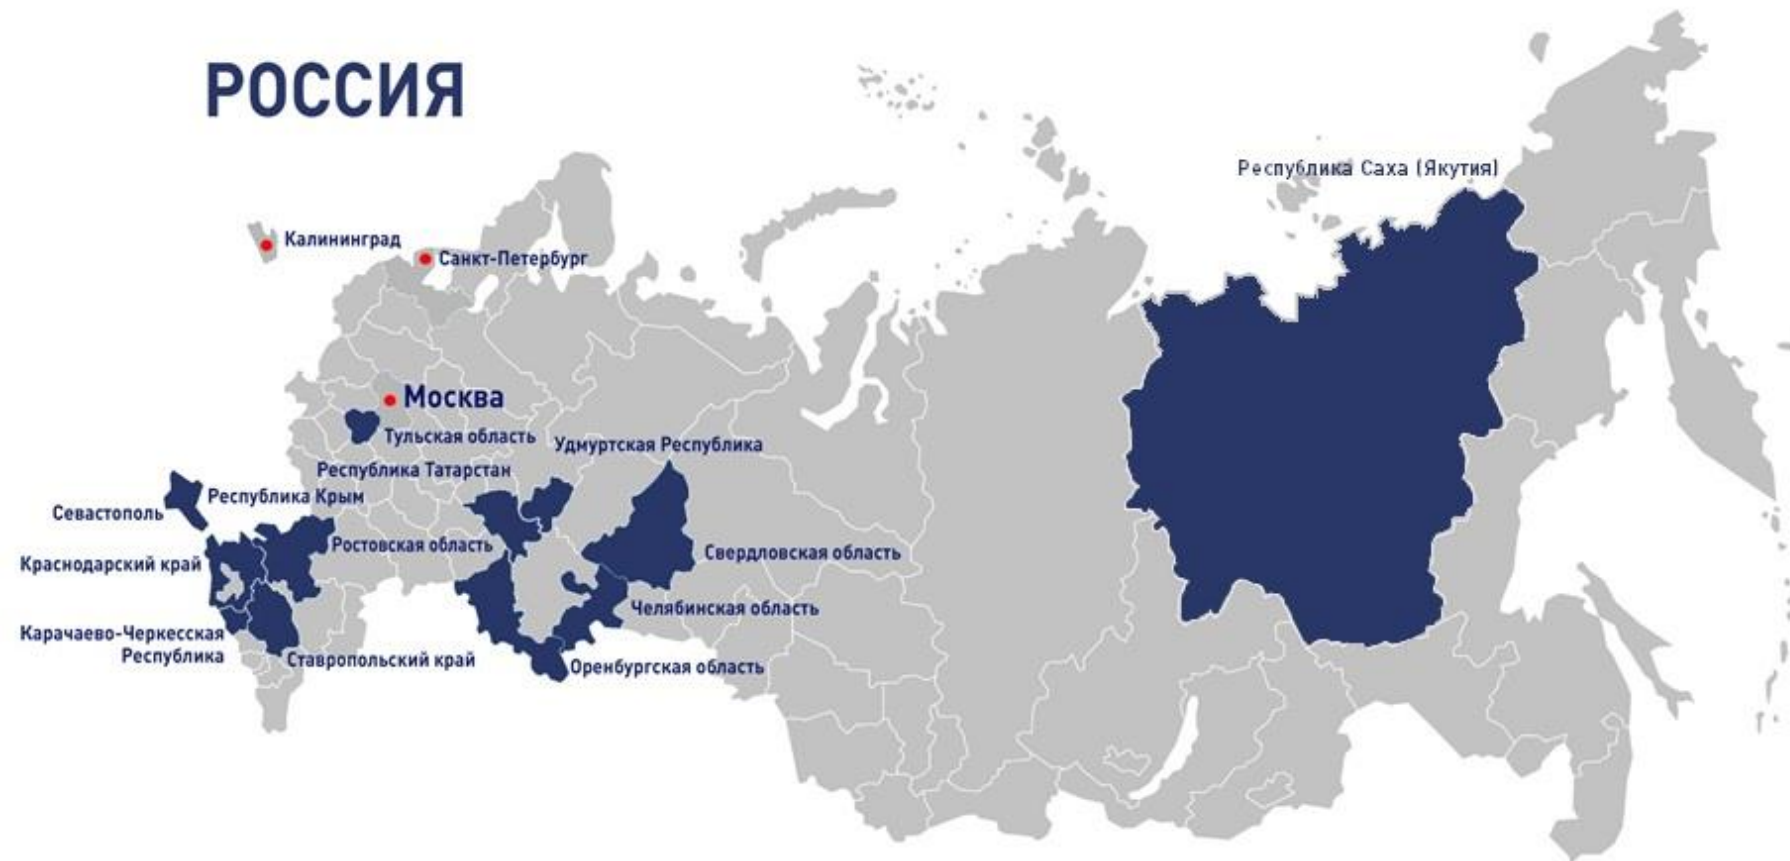 РОССИЯ
Республика Саха (Якутия)
Калининград
Санкт-Петербург
Москва
Тульская область
Удмуртская Республика
Республика Татарстан
Республика Крым
Севастополь
Ростовская область
Свердловская область
Краснодарский край
Челябинская область
Карачаево-Черкесская
Республика
Ставропольский край
Оренбургская область